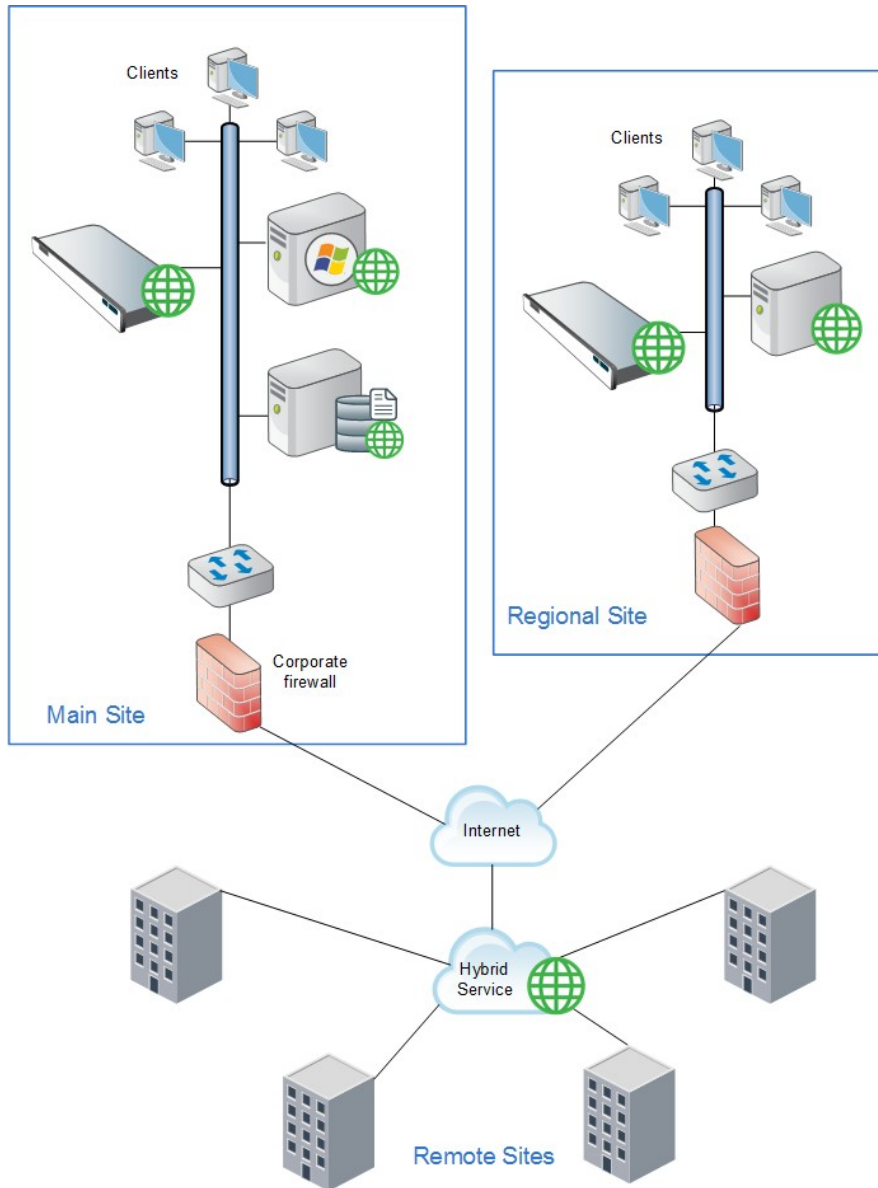 Clients
Clients
Regional Site
Corporate
firewall
Main Site
Internet
Hybrid
Service
Remote Sites